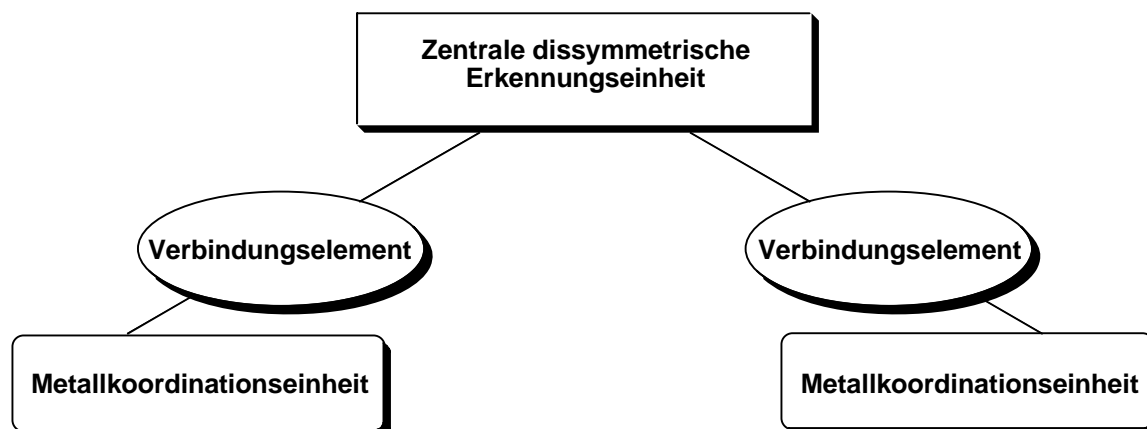 Zentrale dissymmetrische
Erkennungseinheit
Verbindungselement
Verbindungselement
Metallkoordinationseinheit
Metallkoordinationseinheit